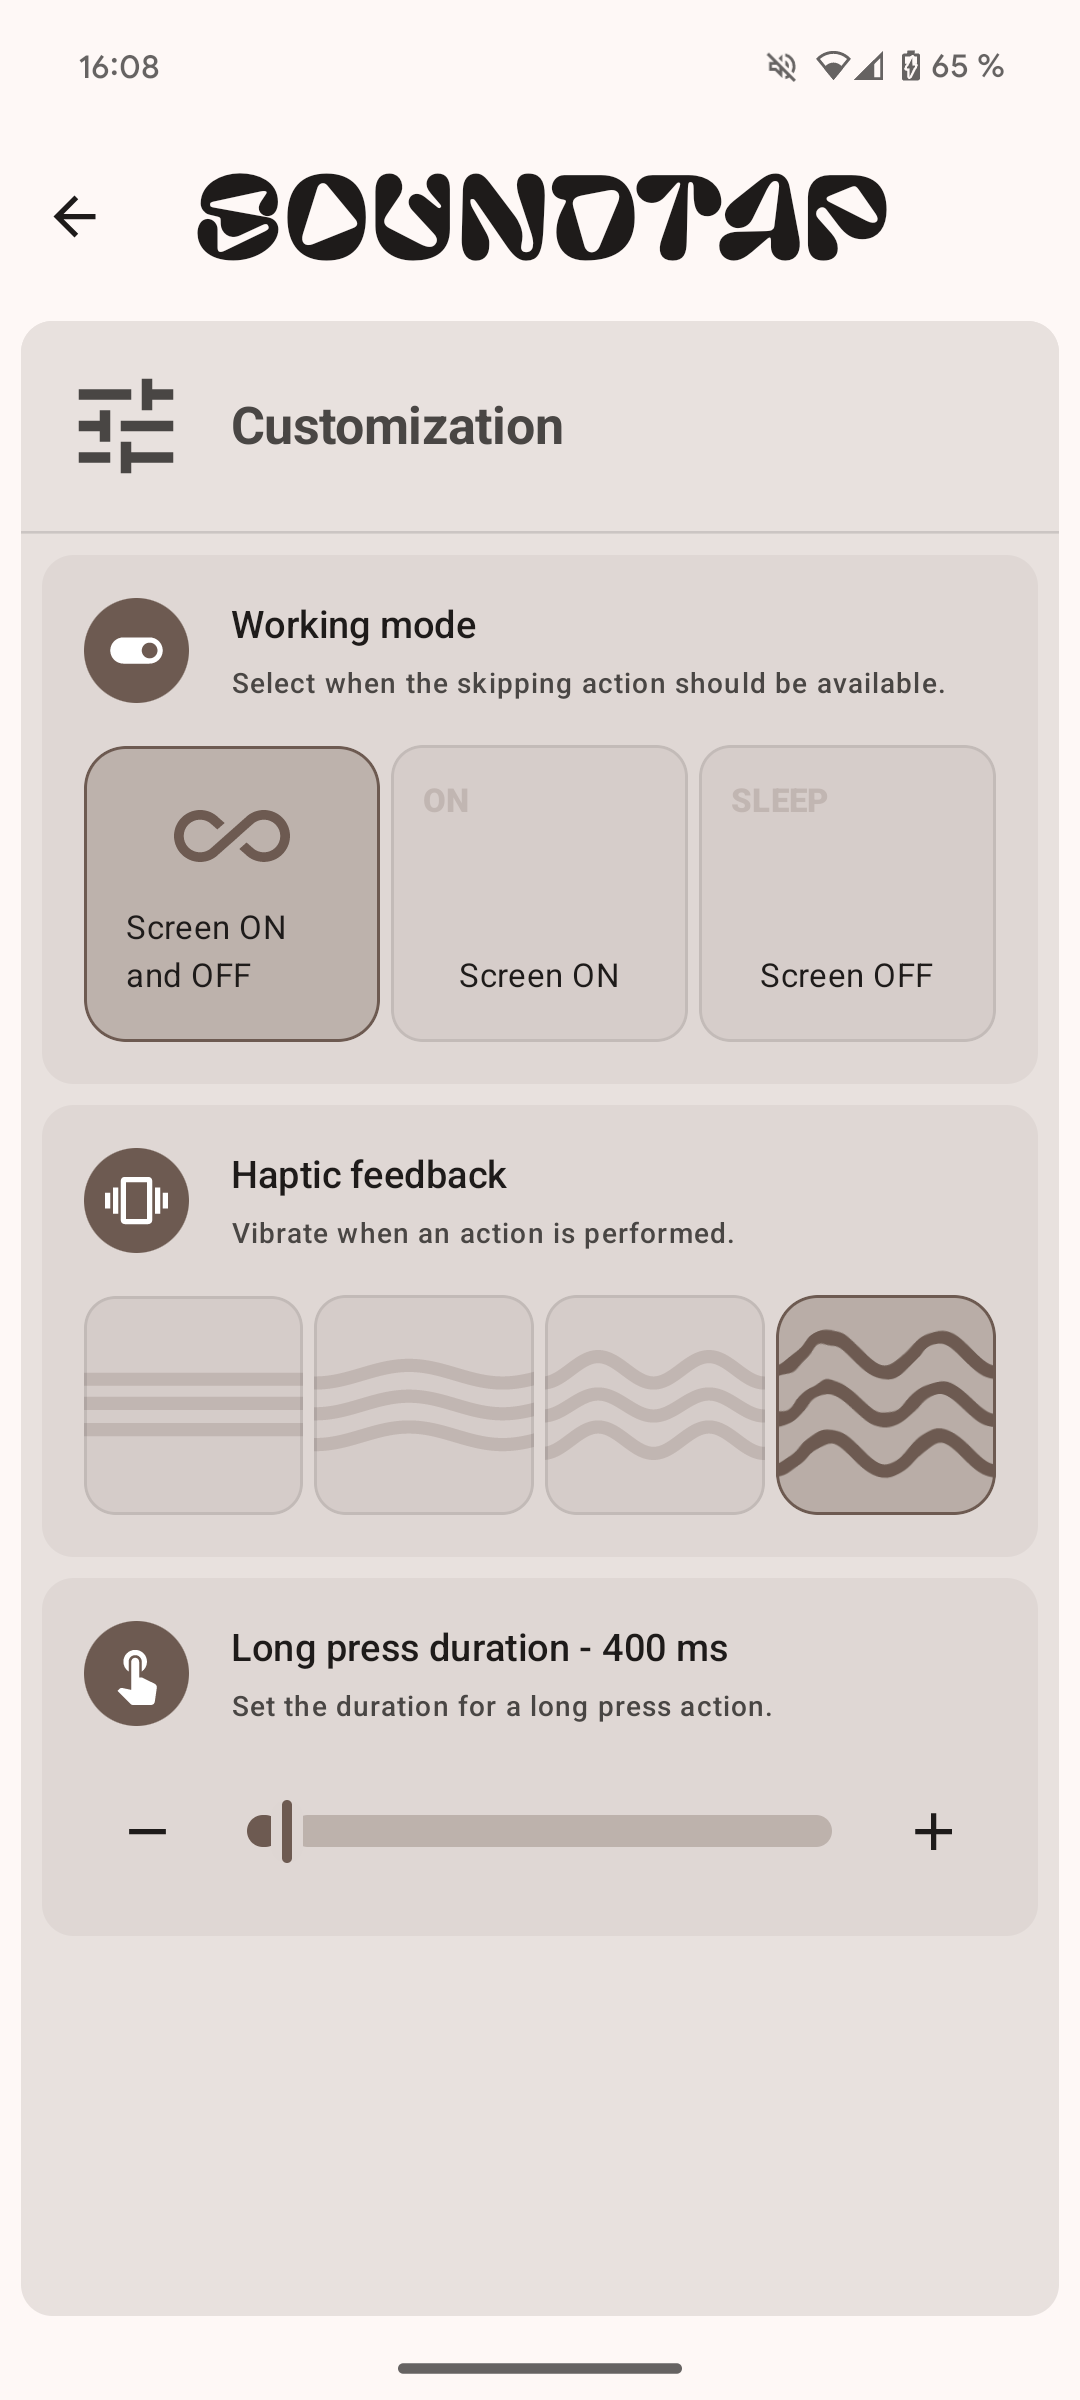 16:08
65 %
SOUNDTAP
Customization
Working mode
Select when the skipping action should be available.
Screen ON
and OFF
ON
Screen ON
SLEEP
Screen OFF
Haptic feedback
Vibrate when an action is performed.
Long press duration - 400 ms
Set the duration for a long press action.